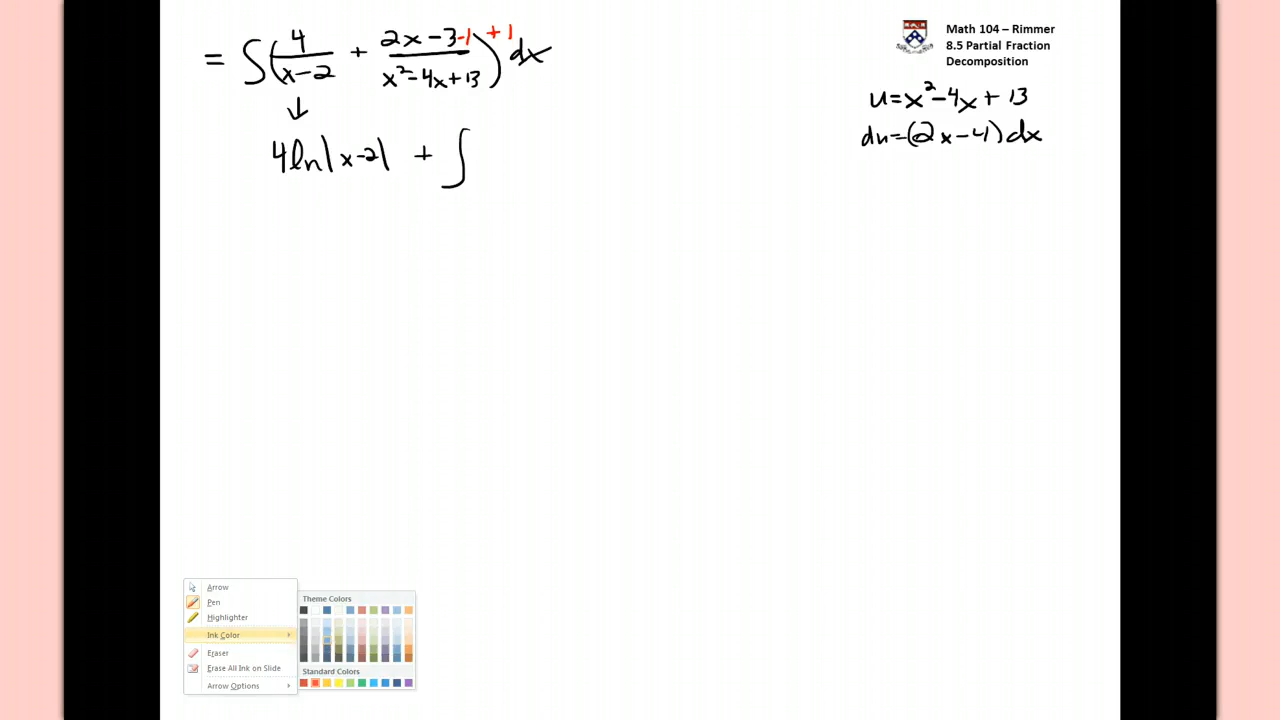 = ∫(4/(x-2) + (2x-3-1+1)/(x²-4x+13))dx
↓
4ln|x-2| + ∫
Math 104 – Rimmer
8.5 Partial Fraction
Decomposition
u=x²-4x+13
du=(2x-4)dx
Arrow
Pen
Highlighter
Ink Color
Eraser
Erase All Ink on Slide
Arrow Options
Theme Colors
Standard Colors